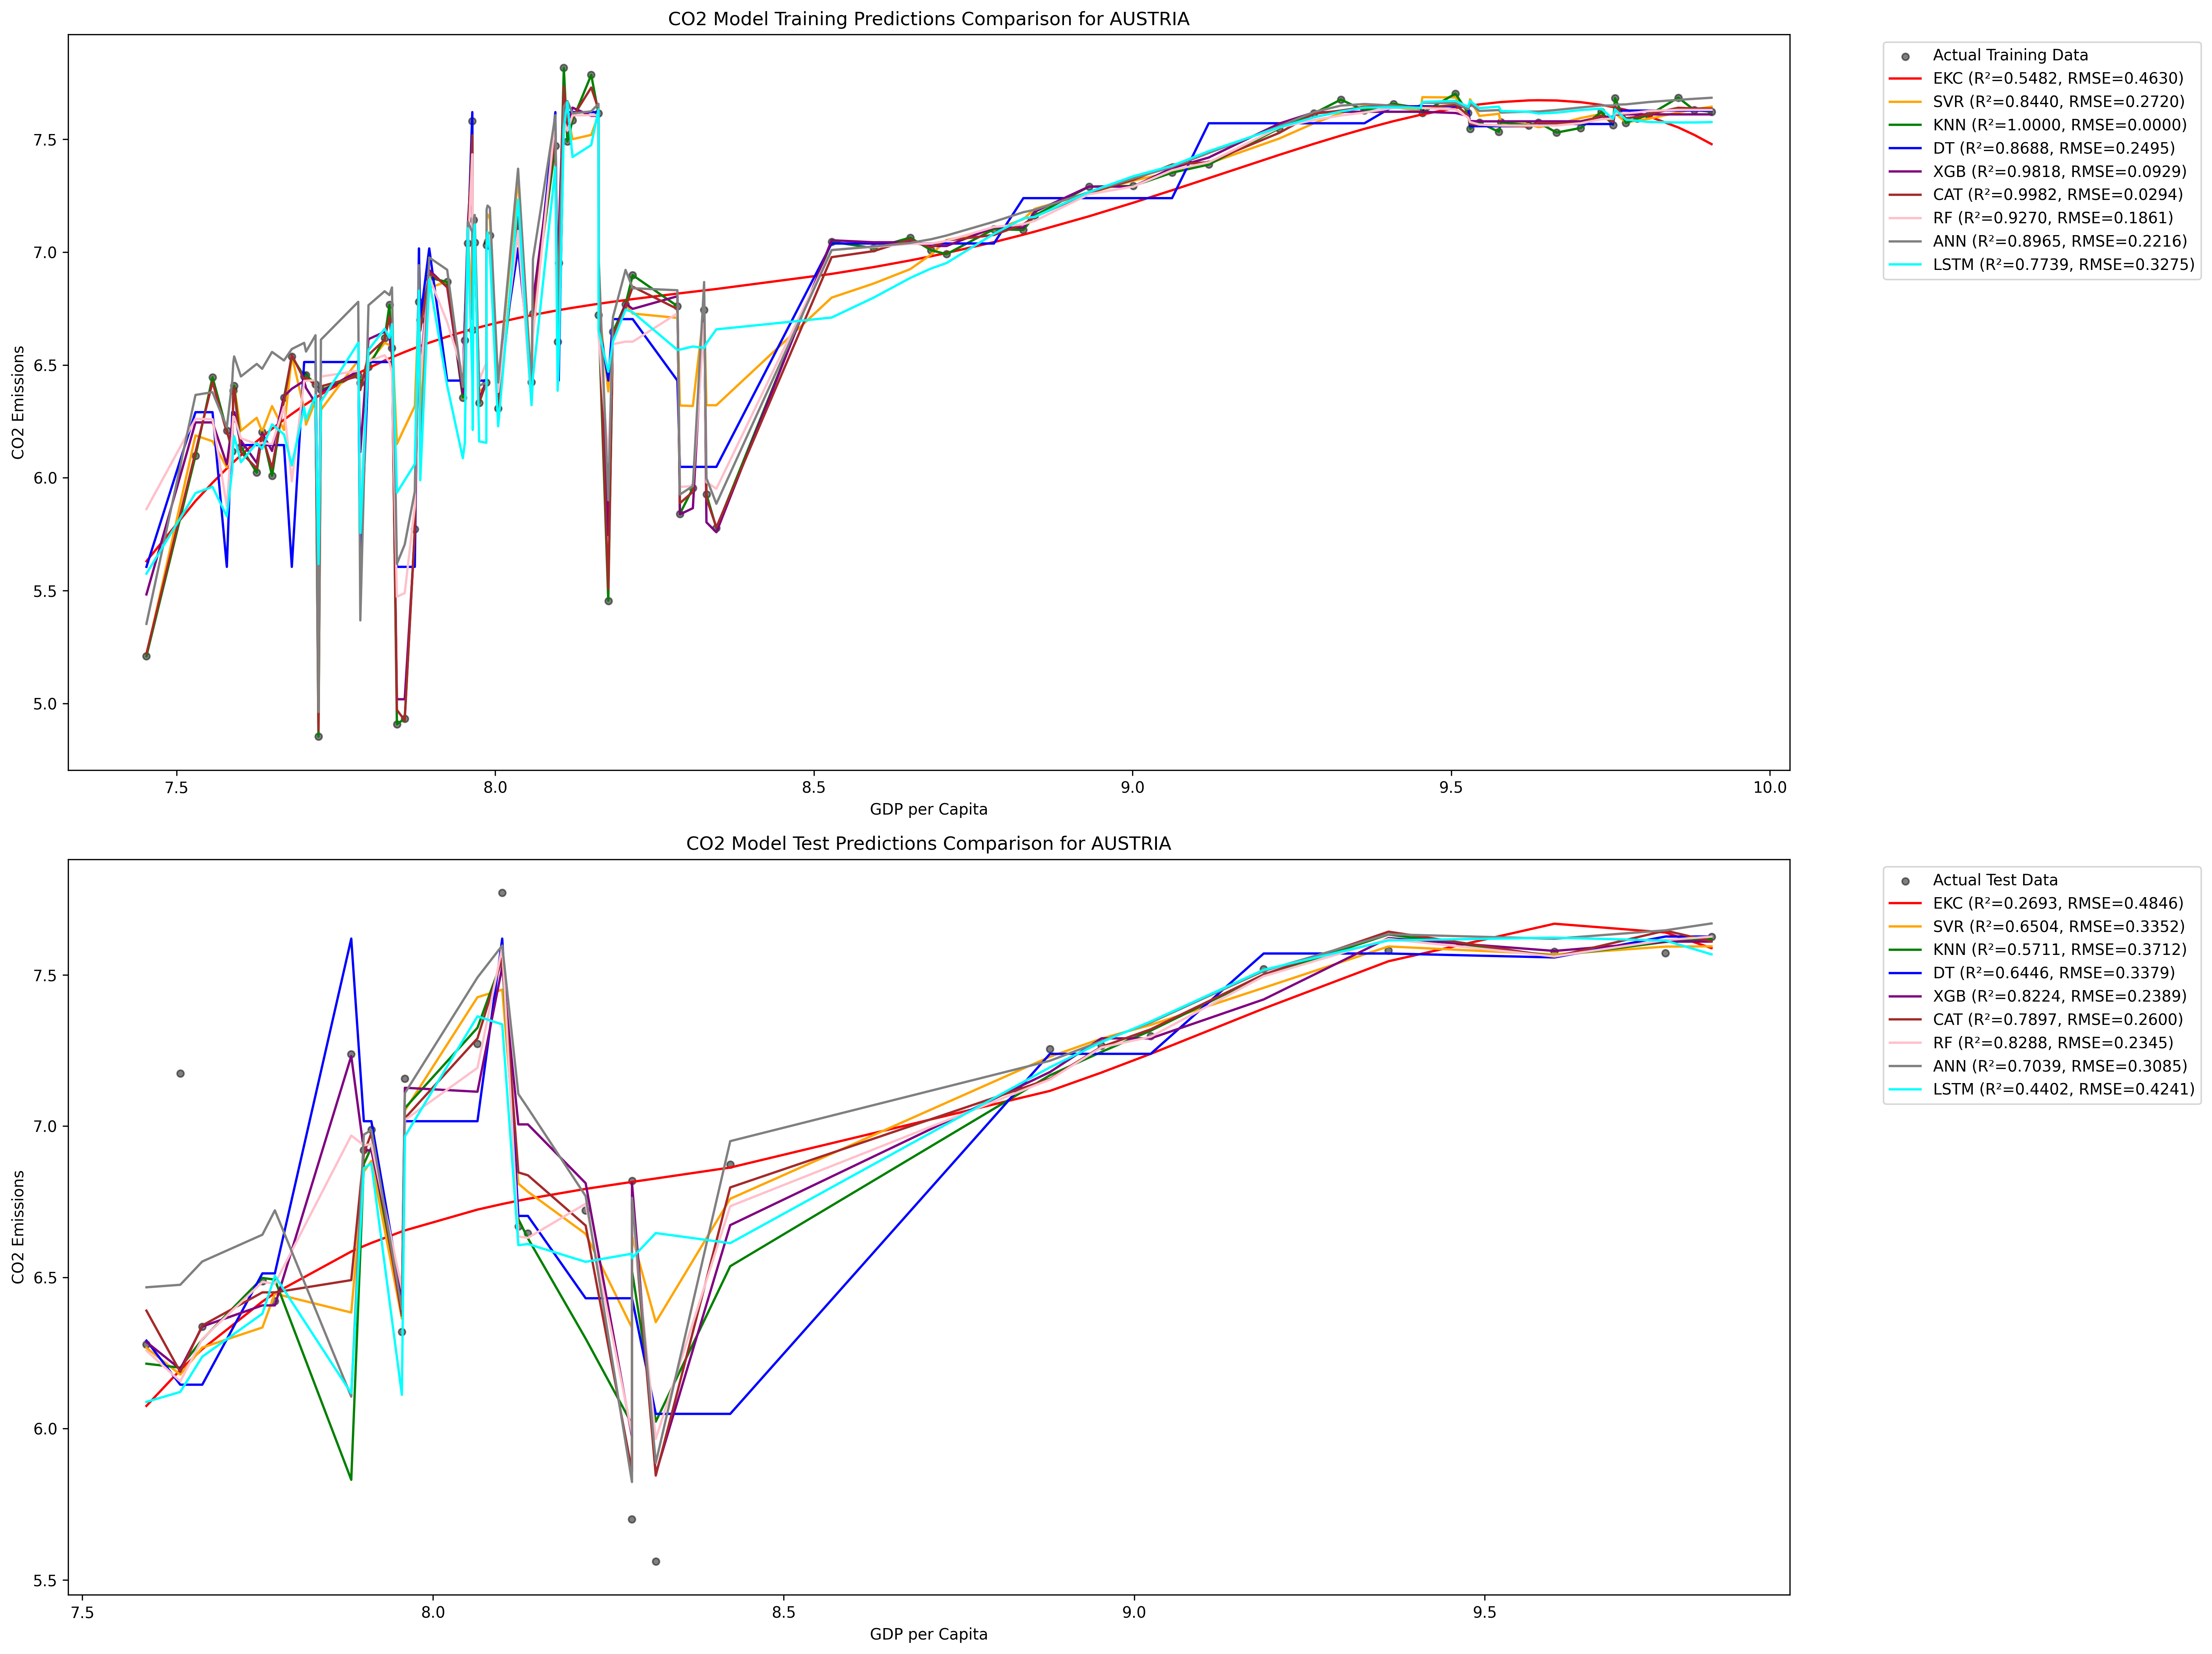 CO2 Model Training Predictions Comparison for AUSTRIA
CO2 Emissions
7.5
7.0
6.5
6.0
5.5
5.0
7.5 8.0 8.5 9.0 9.5 10.0
GDP per Capita
Actual Training Data
EKC (R²=0.5482, RMSE=0.4630)
SVR (R²=0.8440, RMSE=0.2720)
KNN (R²=1.0000, RMSE=0.0000)
DT (R²=0.8688, RMSE=0.2495)
XGB (R²=0.9818, RMSE=0.0929)
CAT (R²=0.9982, RMSE=0.0294)
RF (R²=0.9270, RMSE=0.1861)
ANN (R²=0.8965, RMSE=0.2216)
LSTM (R²=0.7739, RMSE=0.3275)
CO2 Model Test Predictions Comparison for AUSTRIA
CO2 Emissions
7.5
7.0
6.5
6.0
5.5
7.5 8.0 8.5 9.0 9.5
GDP per Capita
Actual Test Data
EKC (R²=0.2693, RMSE=0.4846)
SVR (R²=0.6504, RMSE=0.3352)
KNN (R²=0.5711, RMSE=0.3712)
DT (R²=0.6446, RMSE=0.3379)
XGB (R²=0.8224, RMSE=0.2389)
CAT (R²=0.7897, RMSE=0.2600)
RF (R²=0.8288, RMSE=0.2345)
ANN (R²=0.7039, RMSE=0.3085)
LSTM (R²=0.4402, RMSE=0.4241)